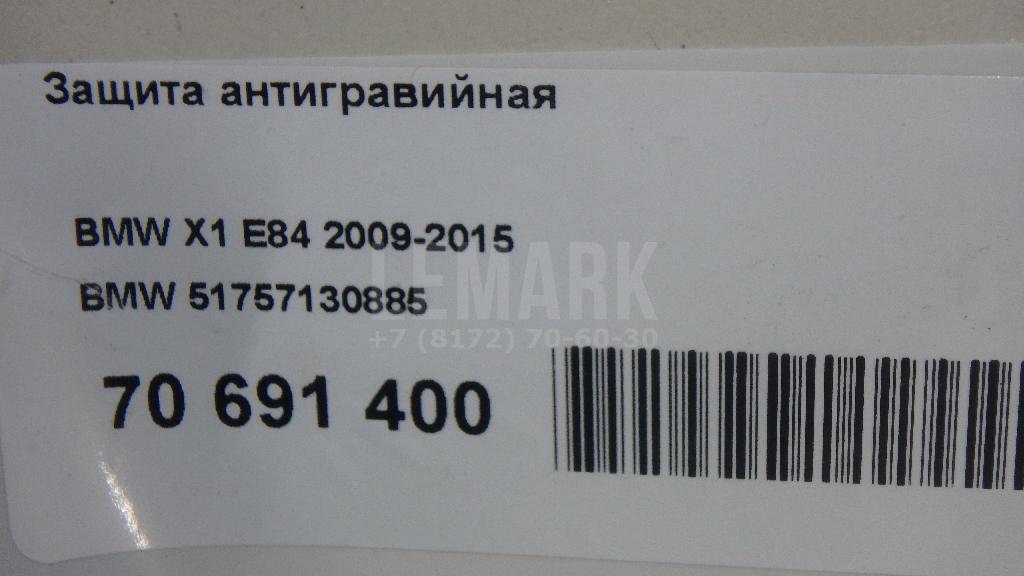 Защита антигравийная
BMW X1 E84 2009-2015
BMW 51757130885
LEMARK
+7 (8172) 70-60-30
70 691 400